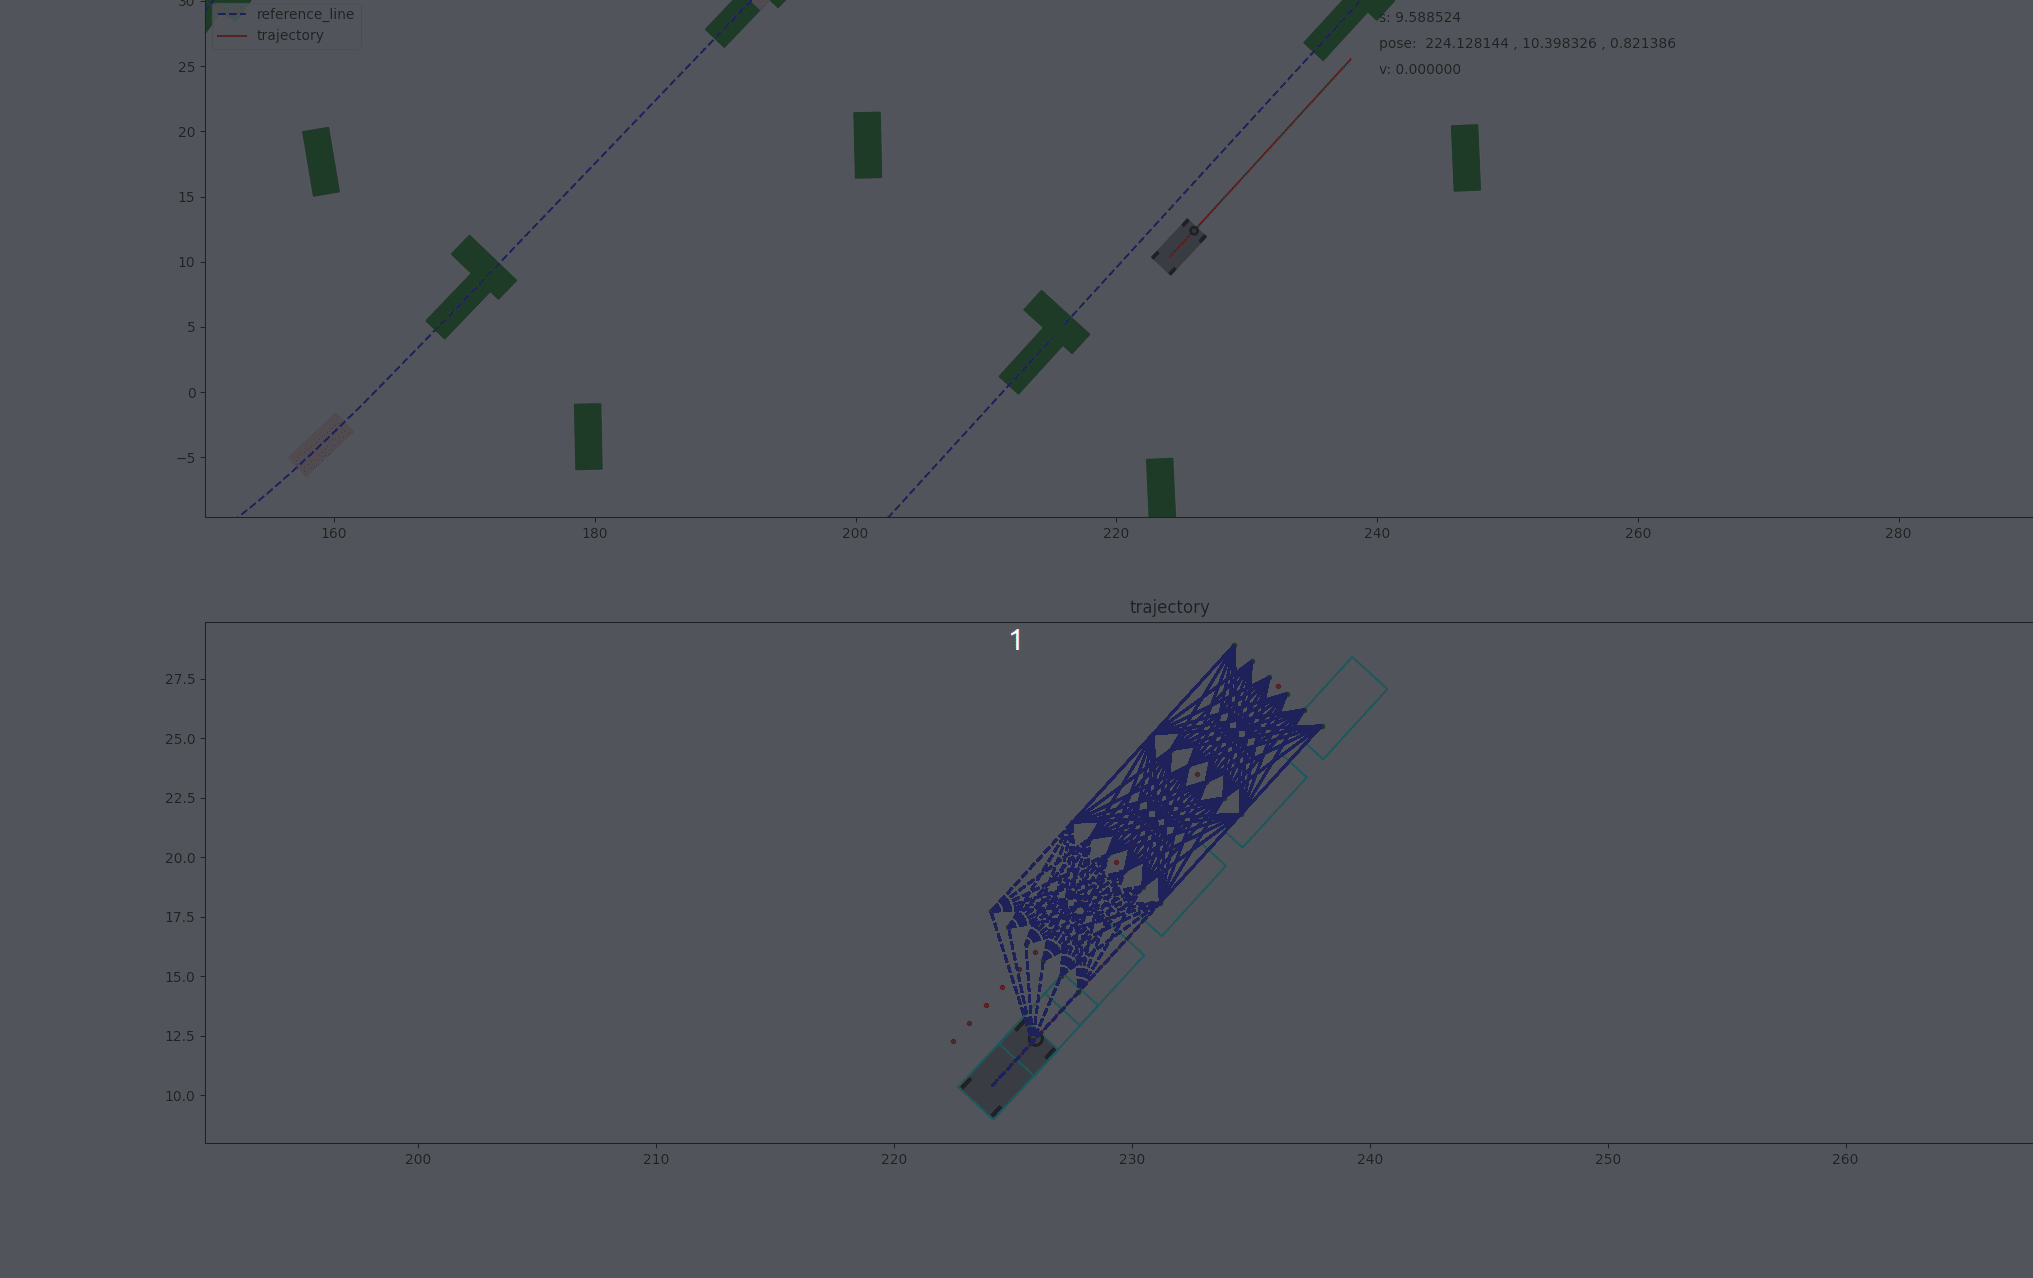 30
reference_line
trajectory
s: 9.588524
pose: 224.128144 , 10.398326 , 0.821386
v: 0.000000
25
20
15
10
5
0
−5
160 180 200 220 240 260 280
trajectory
1
27.5
25.0
22.5
20.0
17.5
15.0
12.5
10.0
200 210 220 230 240 250 260